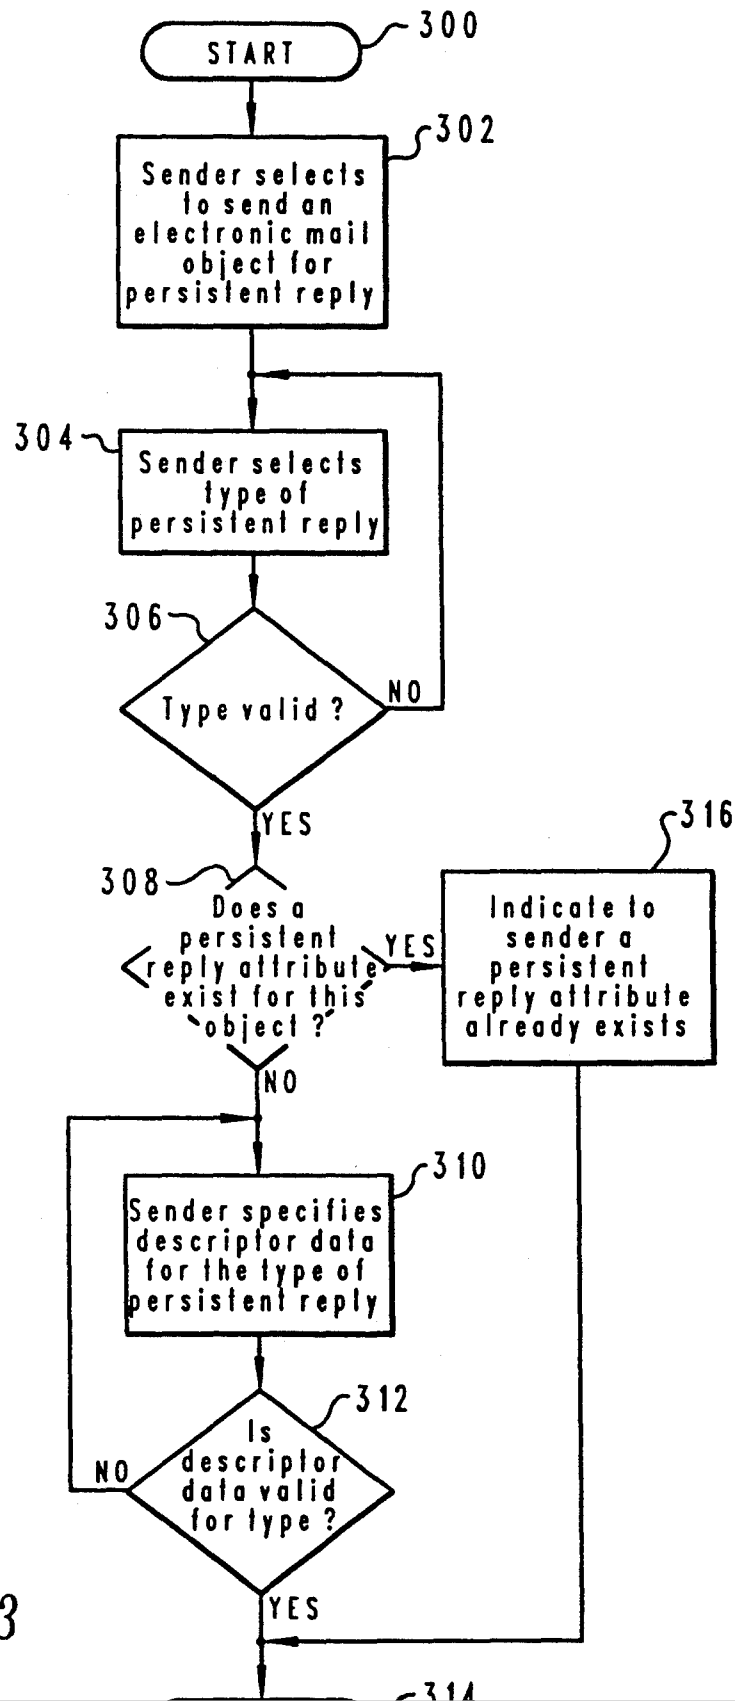 START
300
302
Sender selects
to send an
electronic mail
object for
persistent reply
304
Sender selects
type of
persistent reply
306
Type valid ?
NO
YES
308
Does a
persistent
reply attribute
exist for this
object ?
YES
316
Indicate to
sender a
persistent
reply attribute
already exists
NO
310
Sender specifies
descriptor data
for the type of
persistent reply
312
Is
descriptor
data valid
for type ?
NO
YES
3
314